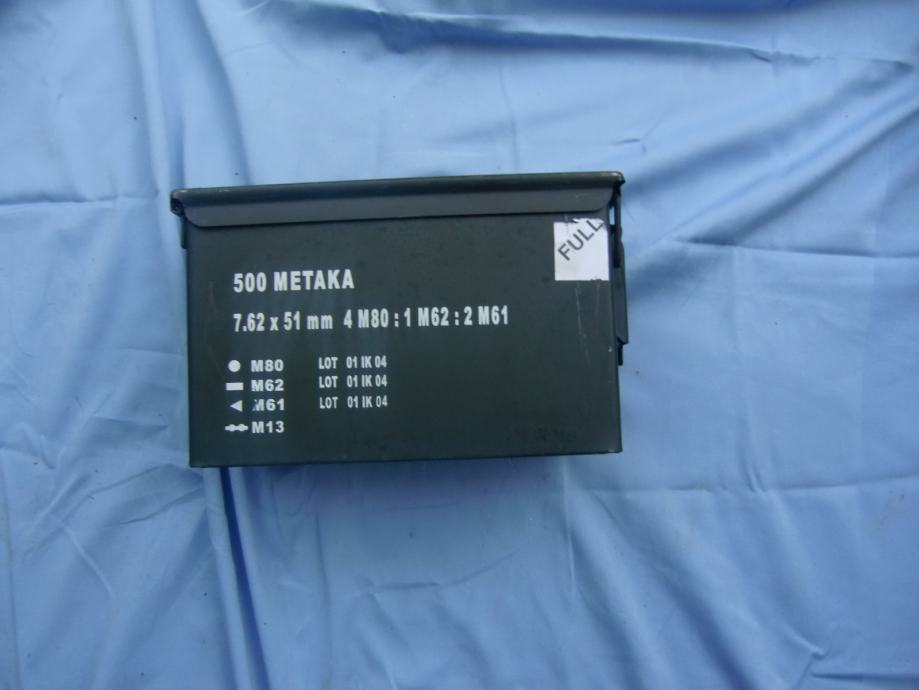 FULL
500 METAKA
7.62 x 51 mm 4 M80 : 1 M62 : 2 M61
M80 LOT 01 IK 04
M62 LOT 01 IK 04
M61 LOT 01 IK 04
M13